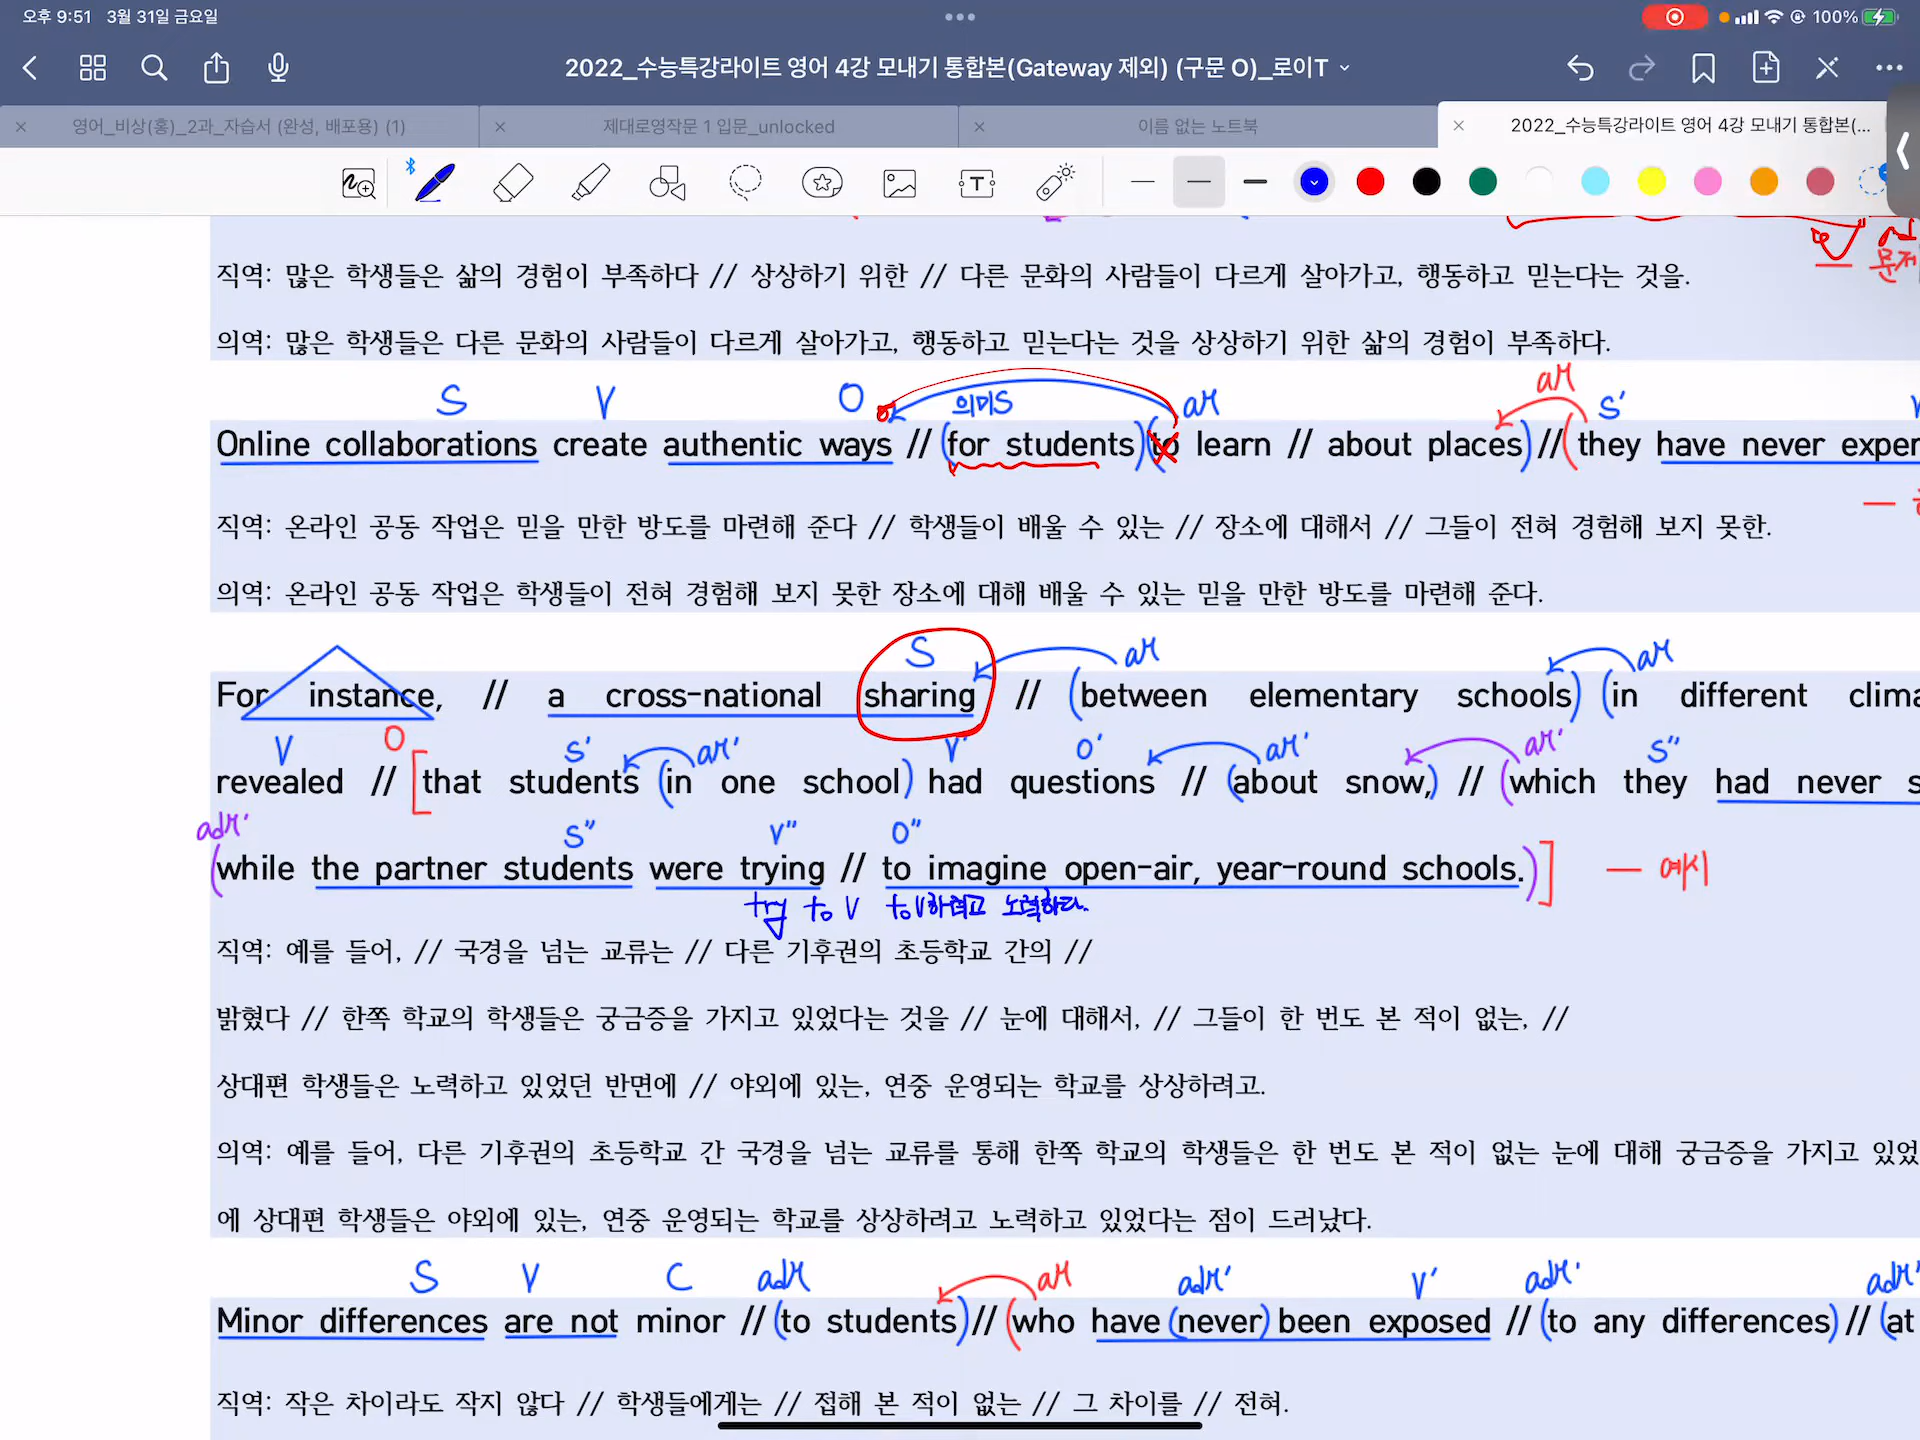 오후 9:51 3월 31일 금요일
100%
2022_수능특강라이트 영어 4강 모내기 통합본(Gateway 제외) (구문 O)_로이T
영어_비상(홍)_2과_자습서 (완성, 배포용) (1)
제대로영작문 1 입문_unlocked
이름 없는 노트북
2022_수능특강라이트 영어 4강 모내기 통합본(...
문제
직역: 많은 학생들은 삶의 경험이 부족하다 // 상상하기 위한 // 다른 문화의 사람들이 다르게 살아가고, 행동하고 믿는다는 것을.
의역: 많은 학생들은 다른 문화의 사람들이 다르게 살아가고, 행동하고 믿는다는 것을 상상하기 위한 삶의 경험이 부족하다.
S V O 의미S 형 형 S'
Online collaborations create authentic ways // (for students)(to learn // about places) // (they have never exper
직역: 온라인 공동 작업은 믿을 만한 방도를 마련해 준다 // 학생들이 배울 수 있는 // 장소에 대해서 // 그들이 전혀 경험해 보지 못한.
의역: 온라인 공동 작업은 학생들이 전혀 경험해 보지 못한 장소에 대해 배울 수 있는 믿을 만한 방도를 마련해 준다.
S 형 형
For instance, // a cross-national sharing // (between elementary schools) (in different clima
V O S' 형' V' O' 형' 형' S"
revealed // [that students (in one school) had questions // (about snow,) // (which they had never s
S" V" O"
(while the partner students were trying // to imagine open-air, year-round schools.)] — 예시
try to V toV하려고 노력하다.
직역: 예를 들어, // 국경을 넘는 교류는 // 다른 기후권의 초등학교 간의 //
밝혔다 // 한쪽 학교의 학생들은 궁금증을 가지고 있었다는 것을 // 눈에 대해서, // 그들이 한 번도 본 적이 없는, //
상대편 학생들은 노력하고 있었던 반면에 // 야외에 있는, 연중 운영되는 학교를 상상하려고.
의역: 예를 들어, 다른 기후권의 초등학교 간 국경을 넘는 교류를 통해 한쪽 학교의 학생들은 한 번도 본 적이 없는 눈에 대해 궁금증을 가지고 있었
에 상대편 학생들은 야외에 있는, 연중 운영되는 학교를 상상하려고 노력하고 있었다는 점이 드러났다.
S V C 형 V'
Minor differences are not minor // (to students) // (who have (never) been exposed // (to any differences) // (at
직역: 작은 차이라도 작지 않다 // 학생들에게는 // 접해 본 적이 없는 // 그 차이를 // 전혀.